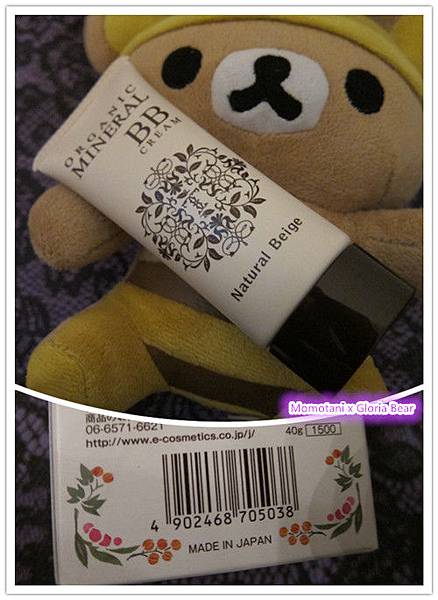 ORGANIC
MINERAL
BB
CREAM
Natural Beige
Momotani x Gloria Bear
06-6571-6621
http://www.e-cosmetics.co.jp/j/
40g 1500
4 902468 705038
MADE IN JAPAN